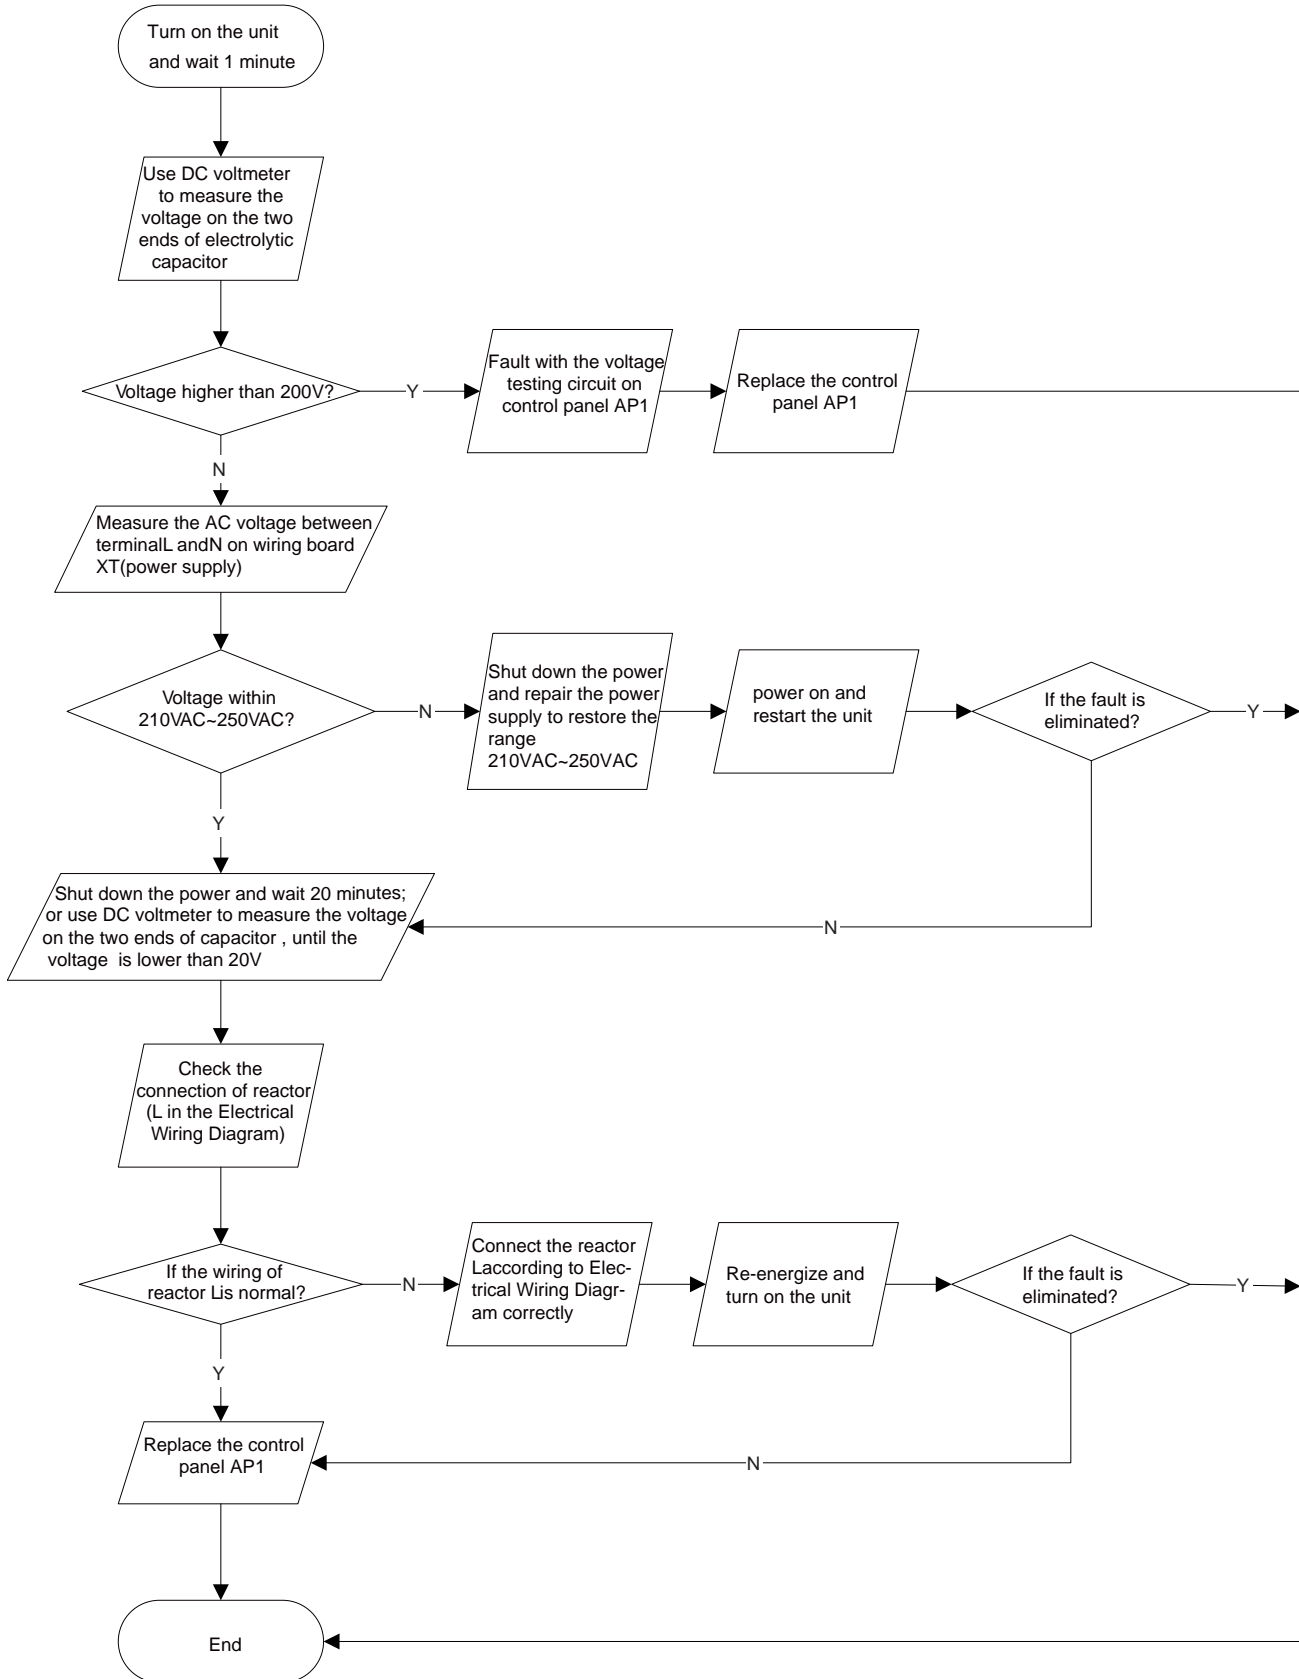 Turn on the unit
and wait 1 minute
Use DC voltmeter
to measure the
voltage on the two
ends of electrolytic
capacitor
Voltage higher than 200V?
Y
Fault with the voltage
testing circuit on
control panel AP1
Replace the control
panel AP1
N
Measure the AC voltage between
terminalL andN on wiring board
XT(power supply)
Voltage within
210VAC~250VAC?
N
Shut down the power
and repair the power
supply to restore the
range
210VAC~250VAC
power on and
restart the unit
If the fault is
eliminated?
Y
Y
Shut down the power and wait 20 minutes;
or use DC voltmeter to measure the voltage
on the two ends of capacitor , until the
voltage is lower than 20V
N
Check the
connection of reactor
(L in the Electrical
Wiring Diagram)
If the wiring of
reactor Lis normal?
N
Connect the reactor
Laccording to Elec-
trical Wiring Diagr-
am correctly
Re-energize and
turn on the unit
If the fault is
eliminated?
Y
Y
Replace the control
panel AP1
N
End